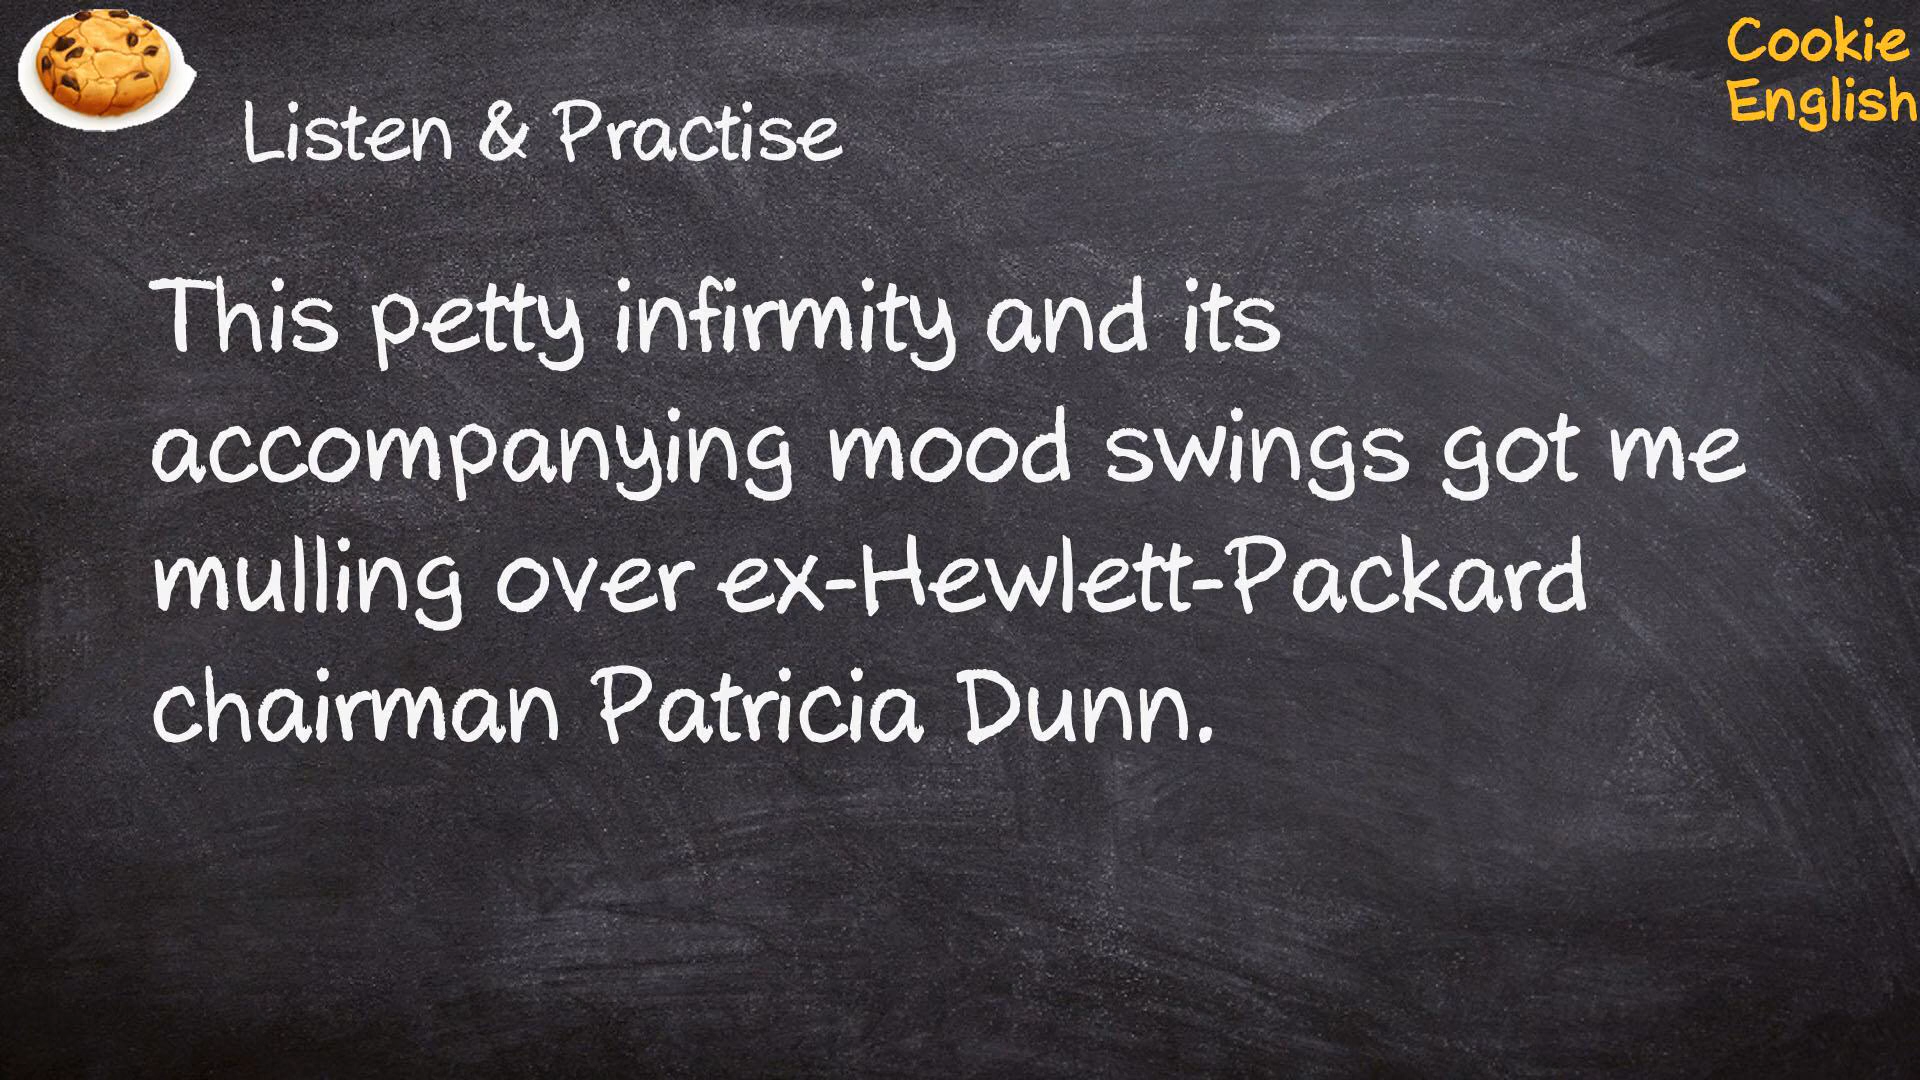 Cookie
English
Listen & Practise
This petty infirmity and its
accompanying mood swings got me
mulling over ex-Hewlett-Packard
chairman Patricia Dunn.